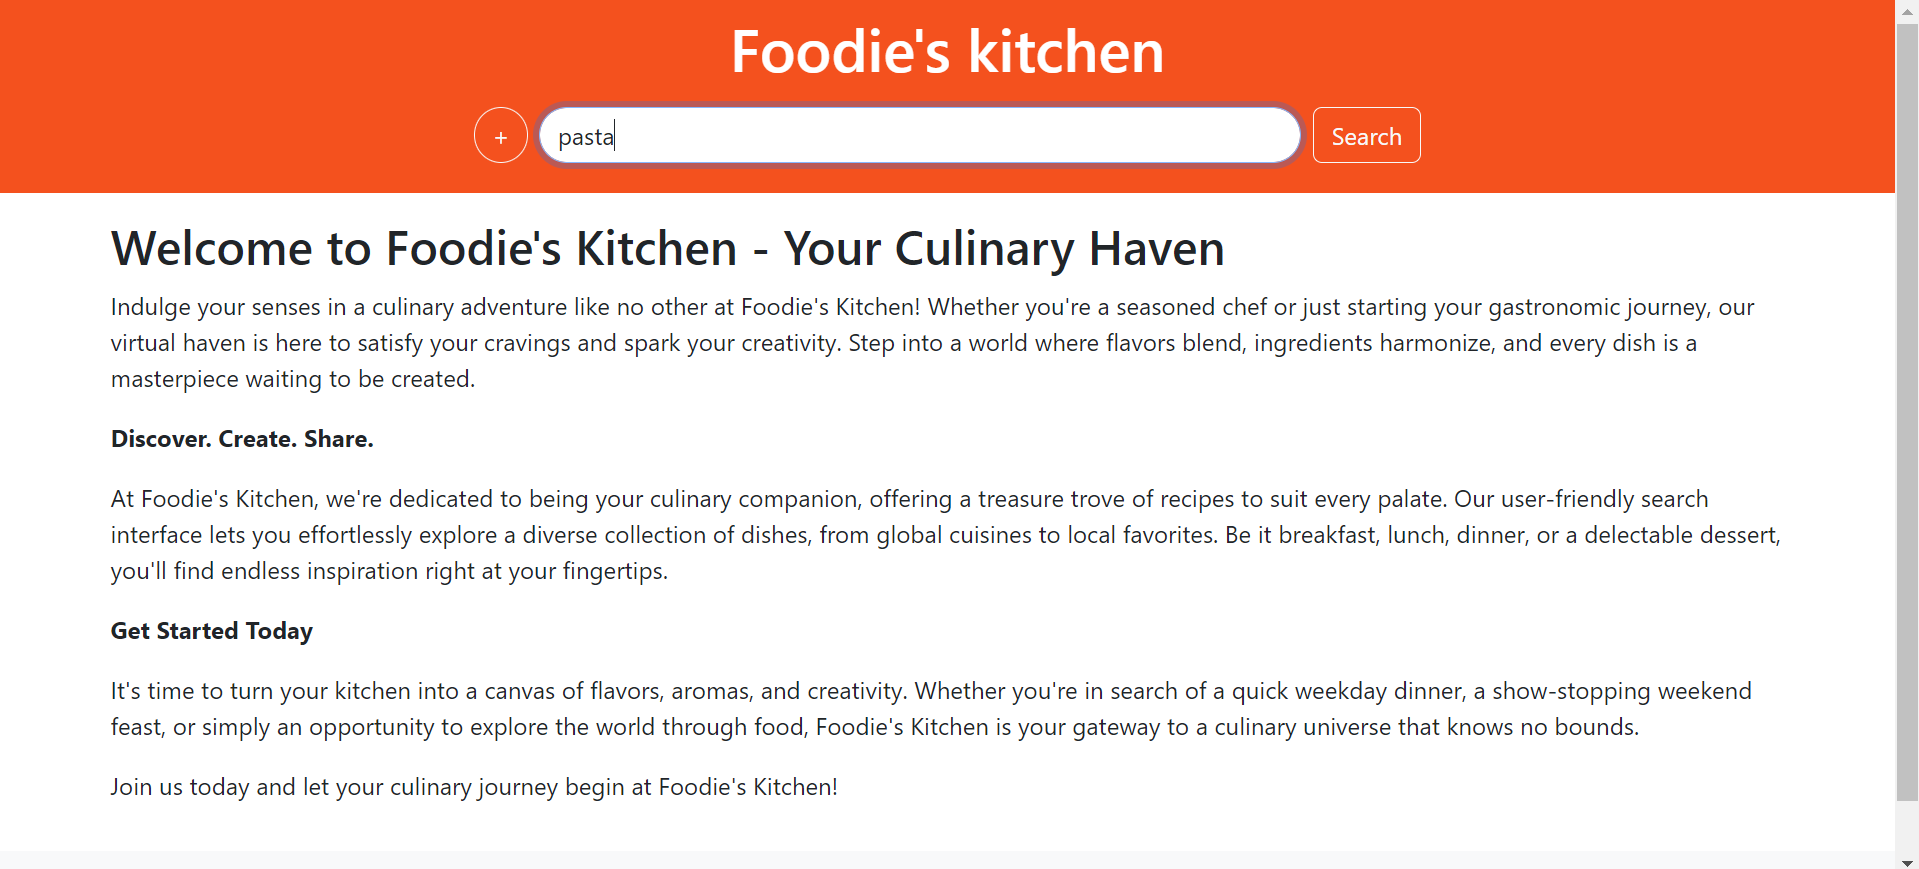 Foodie's kitchen
+
pasta
Search
Welcome to Foodie's Kitchen - Your Culinary Haven
Indulge your senses in a culinary adventure like no other at Foodie's Kitchen! Whether you're a seasoned chef or just starting your gastronomic journey, our
virtual haven is here to satisfy your cravings and spark your creativity. Step into a world where flavors blend, ingredients harmonize, and every dish is a
masterpiece waiting to be created.
Discover. Create. Share.
At Foodie's Kitchen, we're dedicated to being your culinary companion, offering a treasure trove of recipes to suit every palate. Our user-friendly search
interface lets you effortlessly explore a diverse collection of dishes, from global cuisines to local favorites. Be it breakfast, lunch, dinner, or a delectable dessert,
you'll find endless inspiration right at your fingertips.
Get Started Today
It's time to turn your kitchen into a canvas of flavors, aromas, and creativity. Whether you're in search of a quick weekday dinner, a show-stopping weekend
feast, or simply an opportunity to explore the world through food, Foodie's Kitchen is your gateway to a culinary universe that knows no bounds.
Join us today and let your culinary journey begin at Foodie's Kitchen!